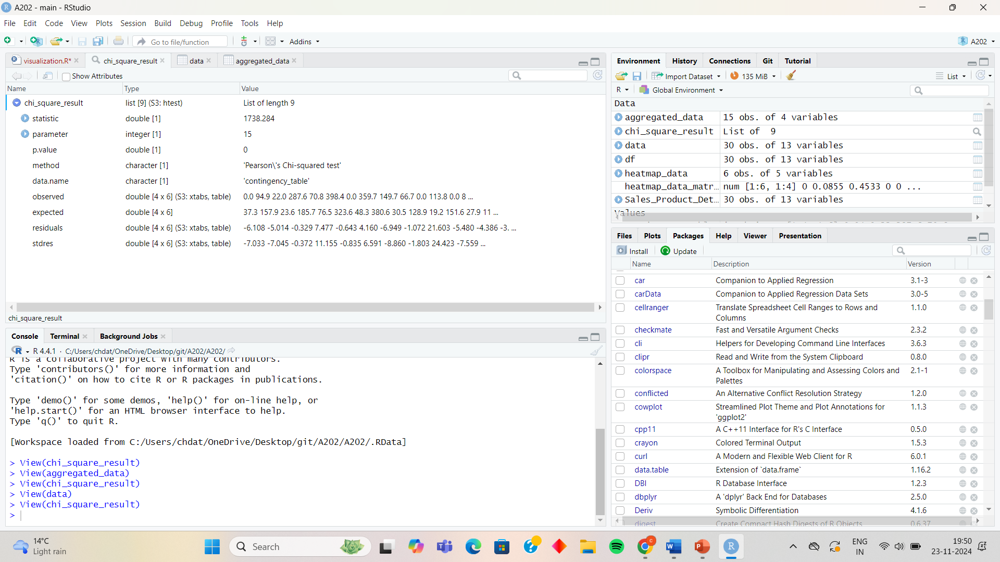 A202 - main - RStudio
File Edit Code View Plots Session Build Debug Profile Tools Help
Go to file/function Addins A202
visualization.R* chi_square_result data aggregated_data
Show Attributes
Name Type Value
chi_square_result list [9] (S3: htest) List of length 9
statistic double [1] 1738.284
parameter integer [1] 15
p.value double [1] 0
method character [1] 'Pearson\'s Chi-squared test'
data.name character [1] 'contingency_table'
observed double [4 x 6] (S3: xtabs, table) 0.0 94.9 22.0 287.6 70.8 398.4 0.0 359.7 149.7 66.7 0.0 113.8 0.0 8 ...
expected double [4 x 6] 37.3 157.9 23.6 185.7 76.5 323.6 48.3 380.6 30.5 128.9 19.2 151.6 27.9 11 ...
residuals double [4 x 6] (S3: xtabs, table) -6.108 -5.014 -0.329 7.477 -0.643 4.160 -6.949 -1.072 21.603 -5.480 -4.386 -3. ...
stdres double [4 x 6] (S3: xtabs, table) -7.033 -7.045 -0.372 11.155 -0.835 6.591 -8.860 -1.803 24.423 -7.559 ...
chi_square_result
Console Terminal Background Jobs
R 4.4.1 · C:/Users/chdat/OneDrive/Desktop/git/A202/A202/
R is a collaborative project with many contributors.
Type 'contributors()' for more information and
'citation()' on how to cite R or R packages in publications.
Type 'demo()' for some demos, 'help()' for on-line help, or
'help.start()' for an HTML browser interface to help.
Type 'q()' to quit R.
[Workspace loaded from C:/Users/chdat/OneDrive/Desktop/git/A202/A202/.RData]
> View(chi_square_result)
> View(aggregated_data)
> View(chi_square_result)
> View(data)
> View(chi_square_result)
>
Environment History Connections Git Tutorial
Import Dataset 135 MiB List
R Global Environment
Data
aggregated_data 15 obs. of 4 variables
chi_square_result List of 9
data 30 obs. of 13 variables
df 30 obs. of 13 variables
heatmap_data 6 obs. of 5 variables
heatmap_data_matr... num [1:6, 1:4] 0 0.0855 0.4533 0 0 ...
Sales_Product_Det... 30 obs. of 13 variables
Values
Files Plots Packages Help Viewer Presentation
Install Update
Name Description Version
car Companion to Applied Regression 3.1-3
carData Companion to Applied Regression Data Sets 3.0-5
cellranger Translate Spreadsheet Cell Ranges to Rows and 1.1.0
Columns
checkmate Fast and Versatile Argument Checks 2.3.2
cli Helpers for Developing Command Line Interfaces 3.6.3
clipr Read and Write from the System Clipboard 0.8.0
colorspace A Toolbox for Manipulating and Assessing Colors and 2.1-1
Palettes
conflicted An Alternative Conflict Resolution Strategy 1.2.0
cowplot Streamlined Plot Theme and Plot Annotations for 1.1.3
'ggplot2'
cpp11 A C++11 Interface for R's C Interface 0.5.0
crayon Colored Terminal Output 1.5.3
curl A Modern and Flexible Web Client for R 6.0.1
data.table Extension of `data.frame` 1.16.2
DBI R Database Interface 1.2.3
dbplyr A 'dplyr' Back End for Databases 2.5.0
Deriv Symbolic Differentiation 4.1.6
digest Create Compact Hash Digests of R Objects 0.6.37
14°C
Light rain
Search
ENG
IN
19:50
23-11-2024